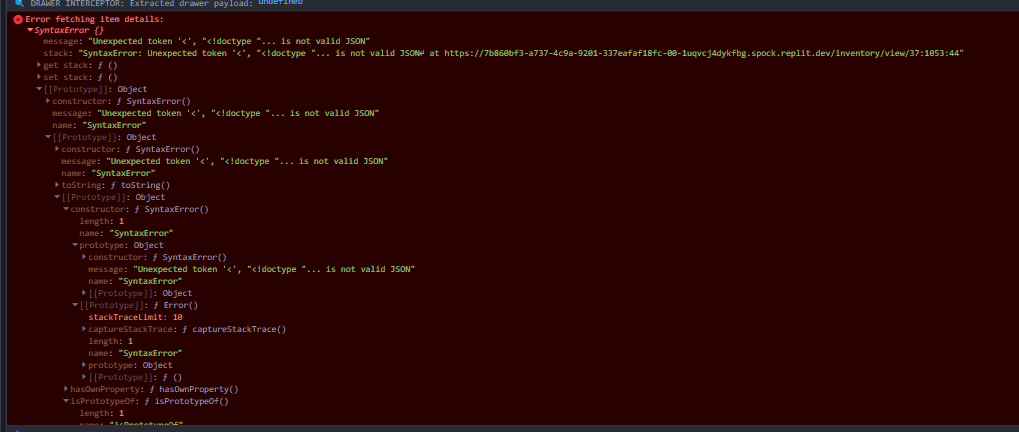 DRAWER INTERCEPTOR: Extracted drawer payload: undefined
Error fetching item details:
SyntaxError {}
message: "Unexpected token '<', "<!doctype "... is not valid JSON"
stack: "SyntaxError: Unexpected token '<', "<!doctype "... is not valid JSON↵ at https://7b860bf3-a737-4c9a-9201-337eafaf18fc-00-1uqvcj4dykfbg.spock.replit.dev/inventory/view/37:1053:44"
get stack: ƒ ()
set stack: ƒ ()
[[Prototype]]: Object
constructor: ƒ SyntaxError()
message: "Unexpected token '<', "<!doctype "... is not valid JSON"
name: "SyntaxError"
[[Prototype]]: Object
constructor: ƒ SyntaxError()
message: "Unexpected token '<', "<!doctype "... is not valid JSON"
name: "SyntaxError"
toString: ƒ toString()
[[Prototype]]: Object
constructor: ƒ SyntaxError()
length: 1
name: "SyntaxError"
prototype: Object
constructor: ƒ SyntaxError()
message: "Unexpected token '<', "<!doctype "... is not valid JSON"
name: "SyntaxError"
[[Prototype]]: Object
[[Prototype]]: ƒ Error()
stackTraceLimit: 10
captureStackTrace: ƒ captureStackTrace()
length: 1
name: "SyntaxError"
prototype: Object
[[Prototype]]: ƒ ()
hasOwnProperty: ƒ hasOwnProperty()
isPrototypeOf: ƒ isPrototypeOf()
length: 1
name: "isPrototypeOf"